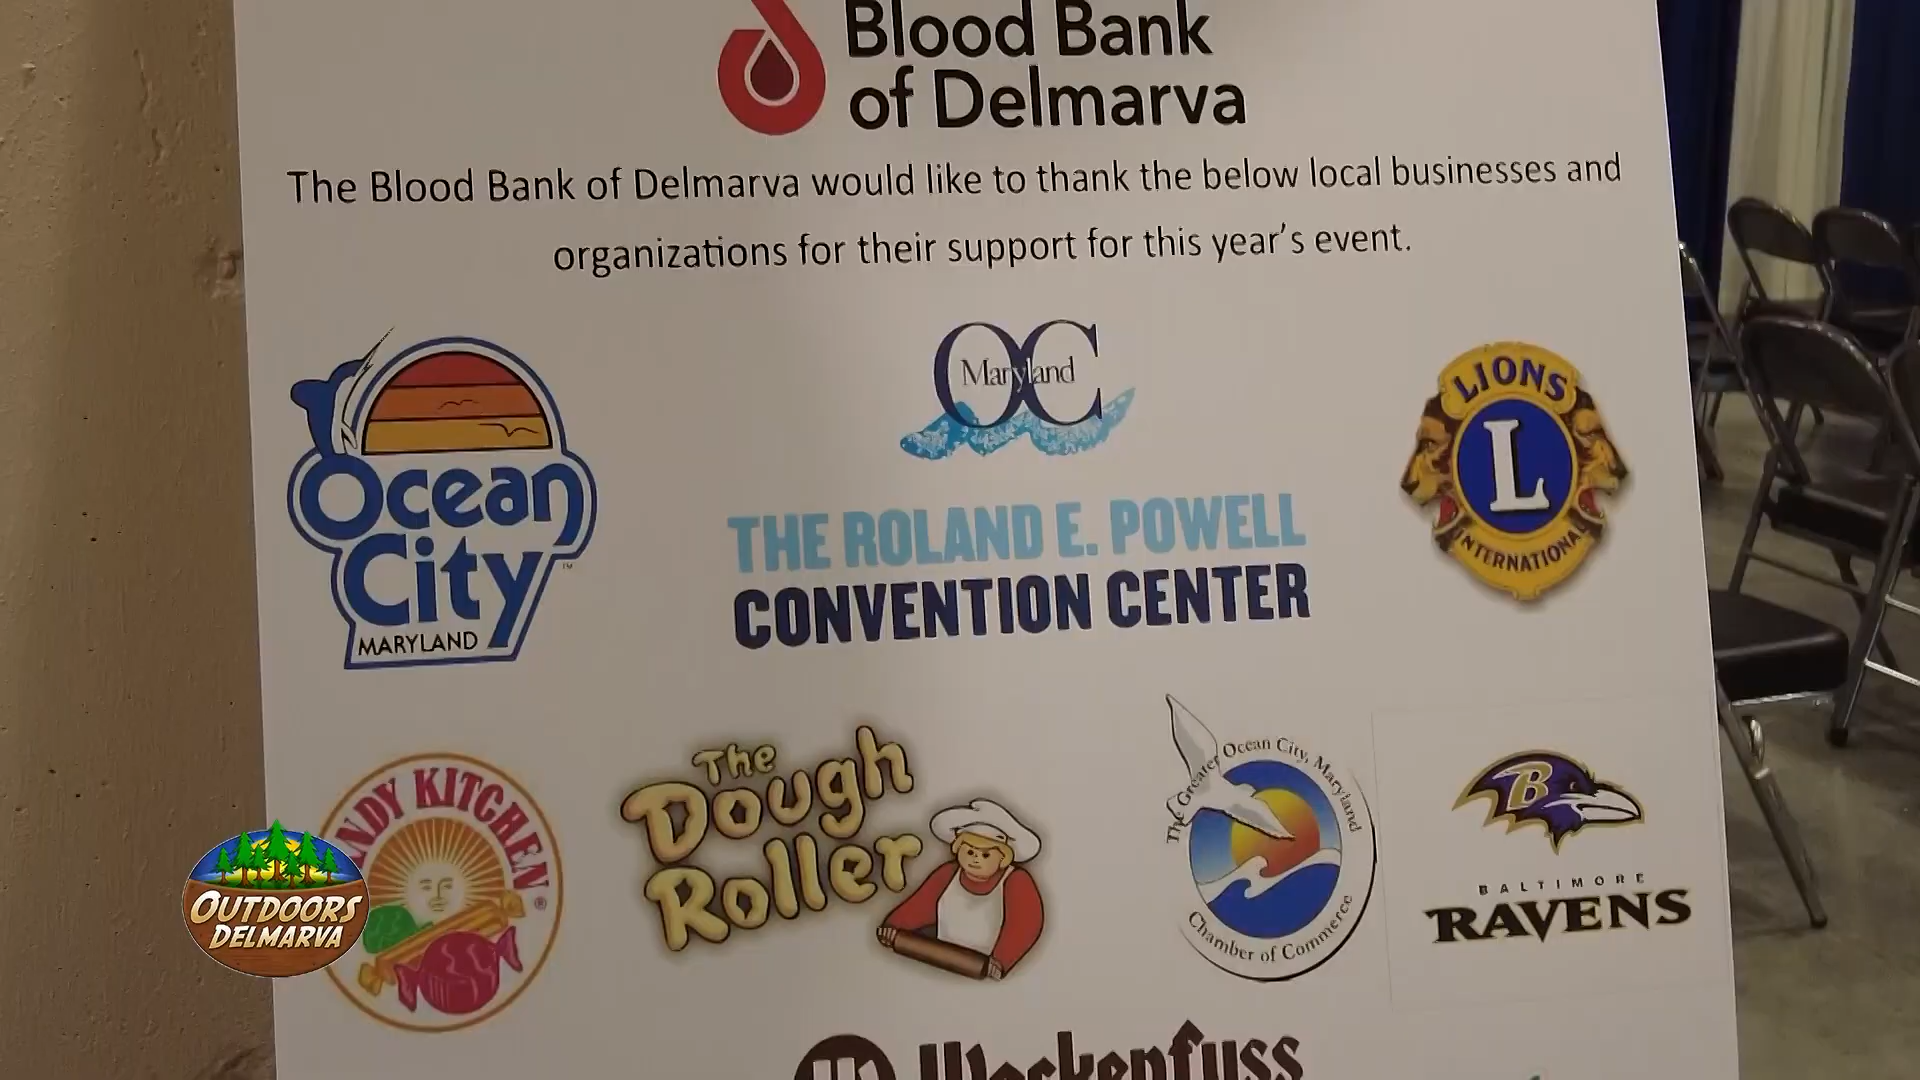 Blood Bank
of Delmarva
The Blood Bank of Delmarva would like to thank the below local businesses and
organizations for their support for this year's event.
Ocean
City
MARYLAND
TM
OC
Maryland
THE ROLAND E. POWELL
CONVENTION CENTER
LIONS
L
INTERNATIONAL
NDY KITCHEN
®
The
Dough
Roller
The Greater Ocean City, Maryland
Chamber of Commerce
B
BALTIMORE
RAVENS
OUTDOORS
DELMARVA